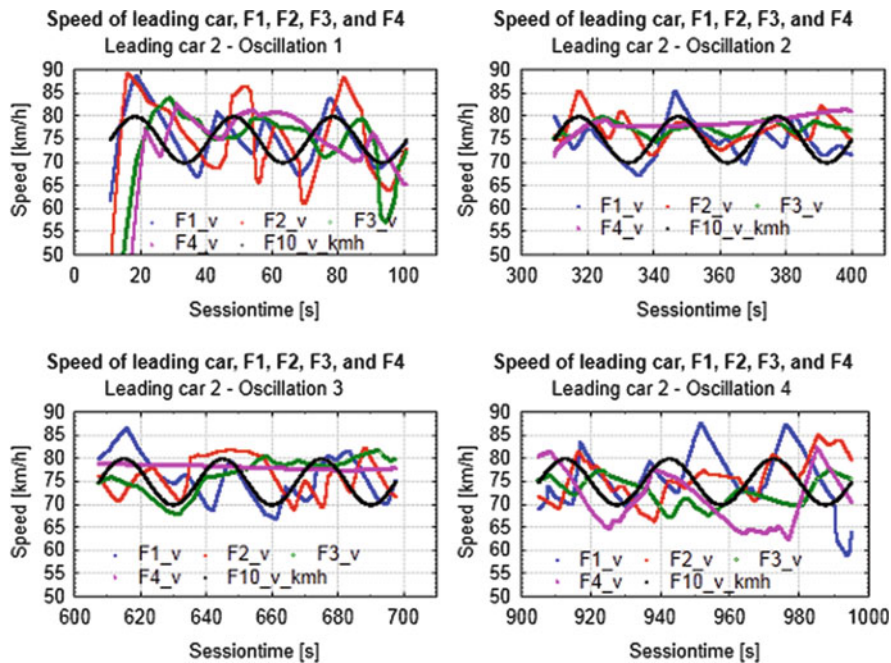 Speed of leading car, F1, F2, F3, and F4
Leading car 2 - Oscillation 1
90
85
80
75
70
65
60
55
50
Speed [km/h]
F1_v F2_v F3_v
F4_v F10_v_kmh
0 20 40 60 80 100
Sessiontime [s]
Speed of leading car, F1, F2, F3, and F4
Leading car 2 - Oscillation 2
90
85
80
75
70
65
60
55
50
Speed [km/h]
F1_v F2_v F3_v
F4_v F10_v_kmh
300 320 340 360 380 400
Sessiontime [s]
Speed of leading car, F1, F2, F3, and F4
Leading car 2 - Oscillation 3
90
85
80
75
70
65
60
55
50
Speed [km/h]
F1_v F2_v F3_v
F4_v F10_v_kmh
600 620 640 660 680 700
Sessiontime [s]
Speed of leading car, F1, F2, F3, and F4
Leading car 2 - Oscillation 4
90
85
80
75
70
65
60
55
50
Speed [km/h]
F1_v F2_v F3_v
F4_v F10_v_kmh
900 920 940 960 980 1000
Sessiontime [s]